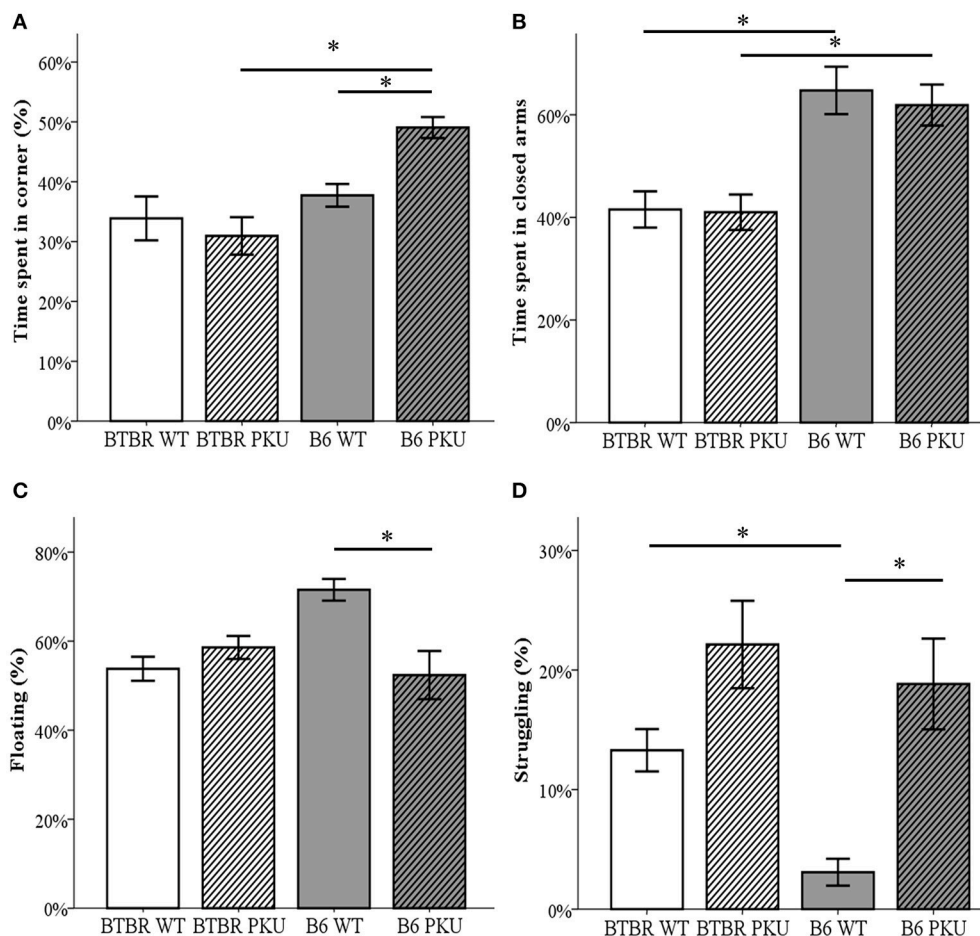 A
Time spent in corner (%)
60%
50%
40%
30%
20%
10%
0%
*
*
BTBR WT BTBR PKU B6 WT B6 PKU
B
Time spent in closed arms (%)
60%
40%
20%
0%
*
*
BTBR WT BTBR PKU B6 WT B6 PKU
C
Floating (%)
80%
60%
40%
20%
0%
*
BTBR WT BTBR PKU B6 WT B6 PKU
D
Struggling (%)
30%
20%
10%
0%
*
*
BTBR WT BTBR PKU B6 WT B6 PKU